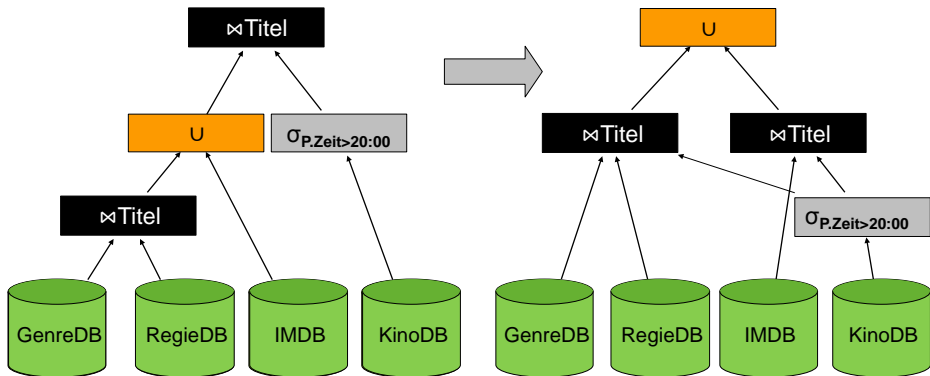 ⋈Titel
∪
∪
σP.Zeit>20:00
⋈Titel
⋈Titel
⋈Titel
σP.Zeit>20:00
GenreDB
RegieDB
IMDB
KinoDB
GenreDB
RegieDB
IMDB
KinoDB